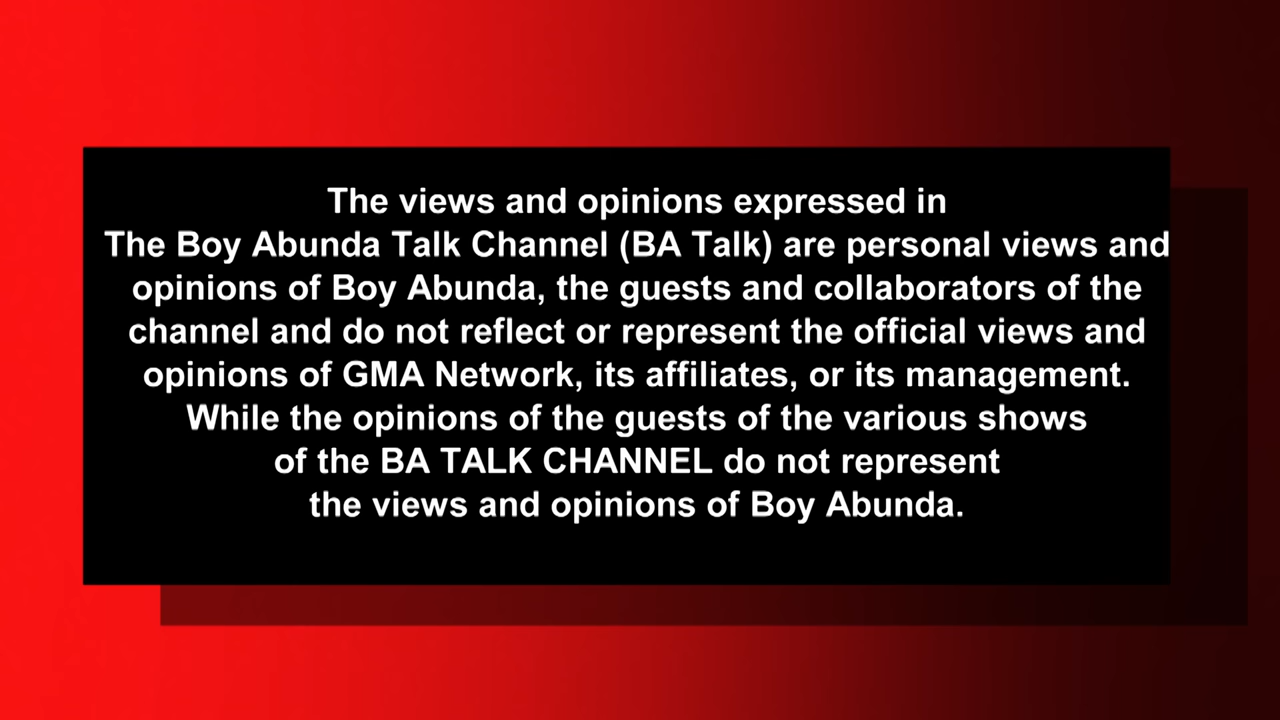 The views and opinions expressed in
The Boy Abunda Talk Channel (BA Talk) are personal views and
opinions of Boy Abunda, the guests and collaborators of the
channel and do not reflect or represent the official views and
opinions of GMA Network, its affiliates, or its management.
While the opinions of the guests of the various shows
of the BA TALK CHANNEL do not represent
the views and opinions of Boy Abunda.